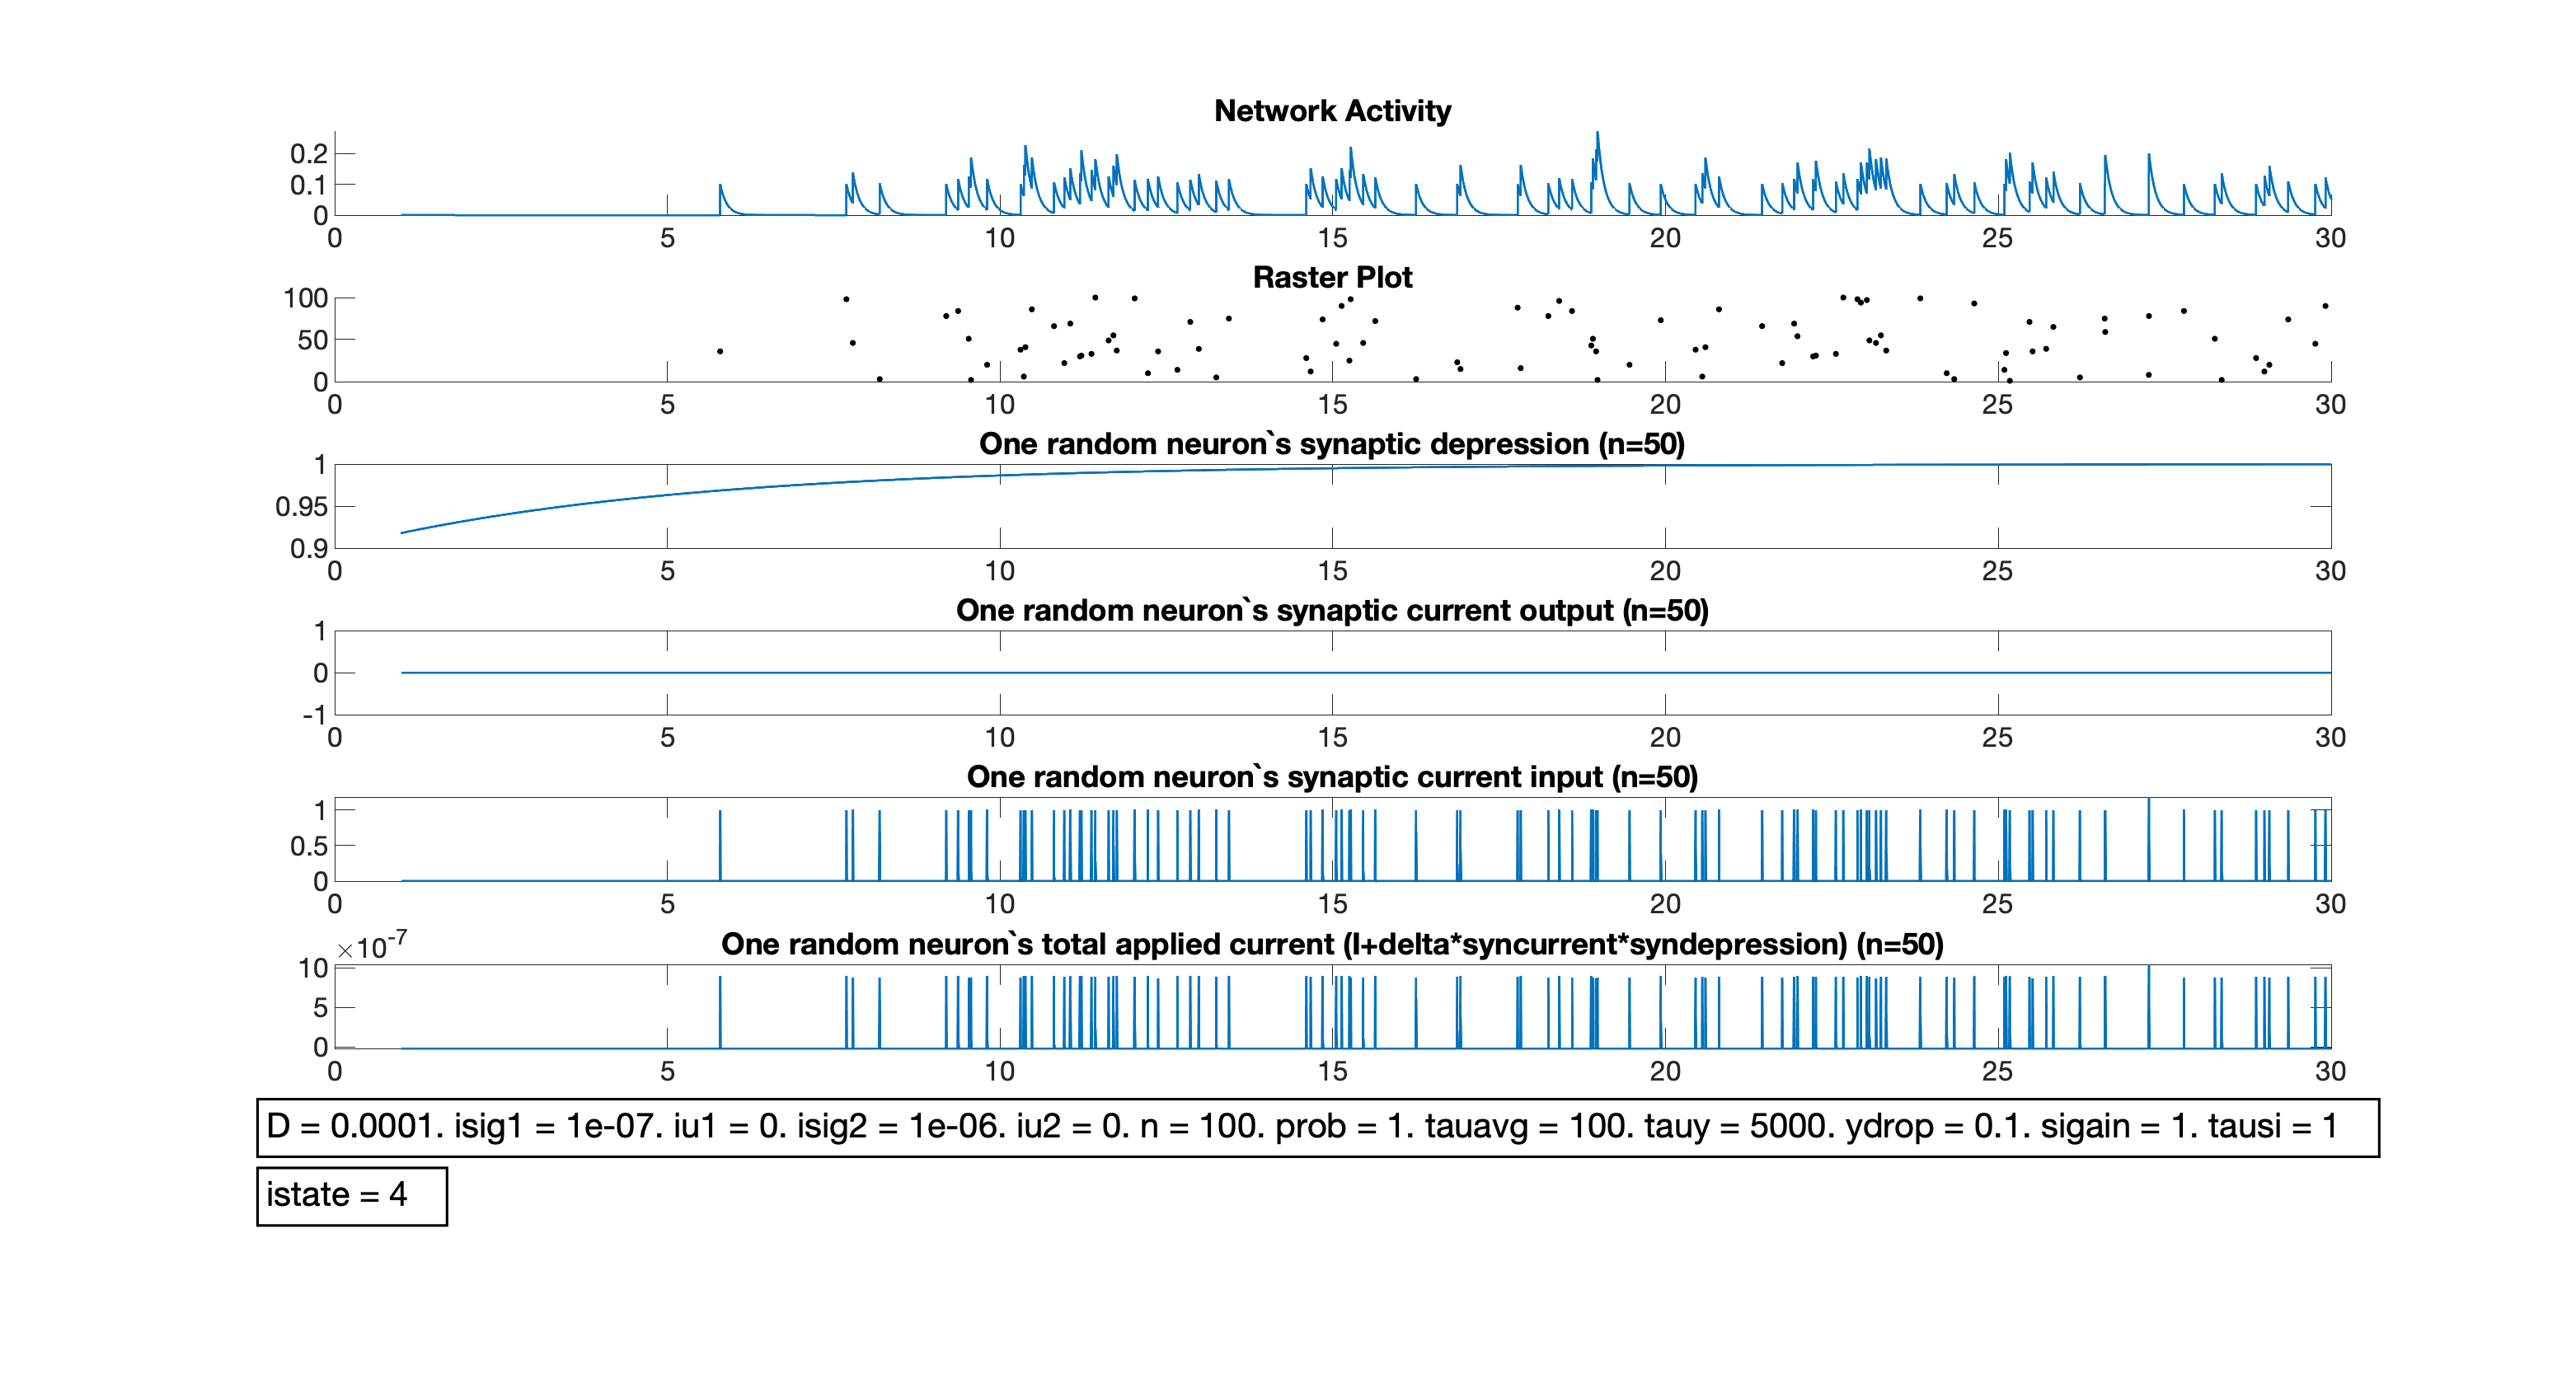 Network Activity
0.2
0.1
0
0 5 10 15 20 25 30
Raster Plot
100
50
0
0 5 10 15 20 25 30
One random neuron`s synaptic depression (n=50)
1
0.95
0.9
0 5 10 15 20 25 30
One random neuron`s synaptic current output (n=50)
1
0
-1
0 5 10 15 20 25 30
One random neuron`s synaptic current input (n=50)
1
0.5
0
0 5 10 15 20 25 30
One random neuron`s total applied current (I+delta*syncurrent*syndepression) (n=50)
×10-7
10
5
0
0 5 10 15 20 25 30
D = 0.0001. isig1 = 1e-07. iu1 = 0. isig2 = 1e-06. iu2 = 0. n = 100. prob = 1. tauavg = 100. tauy = 5000. ydrop = 0.1. sigain = 1. tausi = 1
istate = 4